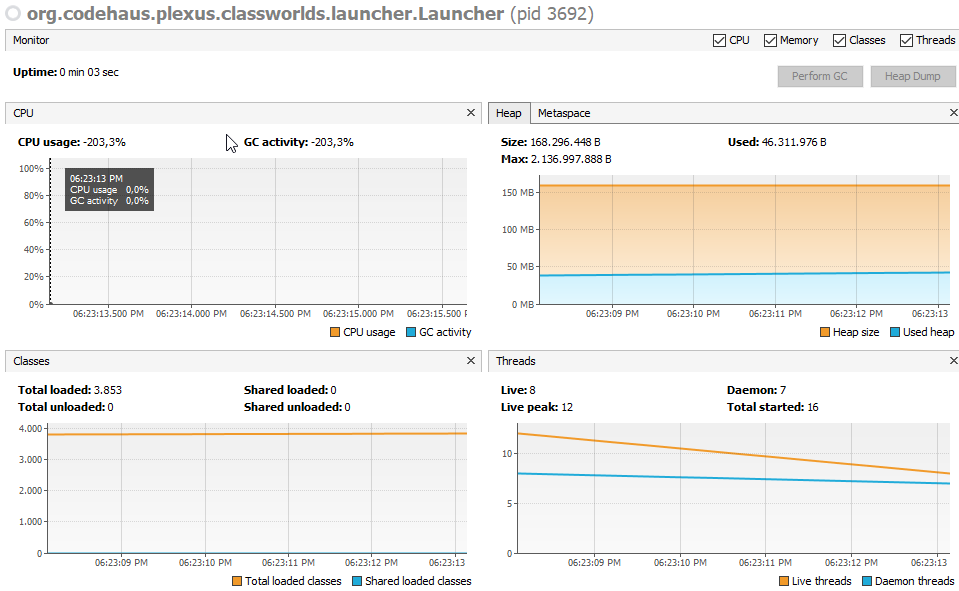 org.codehaus.plexus.classworlds.launcher.Launcher (pid 3692)
Monitor
CPU Memory Classes Threads
Uptime: 0 min 03 sec
Perform GC Heap Dump
CPU
CPU usage: -203,3% GC activity: -203,3%
100%
80%
60%
40%
20%
0%
06:23:13 PM
CPU usage 0,0%
GC activity 0,0%
06:23:13.500 PM 06:23:14.000 PM 06:23:14.500 PM 06:23:15.000 PM 06:23:15.500 P
CPU usage GC activity
Heap Metaspace
Size: 168.296.448 B Used: 46.311.976 B
Max: 2.136.997.888 B
150 MB
100 MB
50 MB
0 MB
06:23:09 PM 06:23:10 PM 06:23:11 PM 06:23:12 PM 06:23:13
Heap size Used heap
Classes
Total loaded: 3.853 Shared loaded: 0
Total unloaded: 0 Shared unloaded: 0
4.000
3.000
2.000
1.000
0
06:23:09 PM 06:23:10 PM 06:23:11 PM 06:23:12 PM 06:23:13
Total loaded classes Shared loaded classes
Threads
Live: 8 Daemon: 7
Live peak: 12 Total started: 16
10
5
0
06:23:09 PM 06:23:10 PM 06:23:11 PM 06:23:12 PM 06:23:13
Live threads Daemon threads